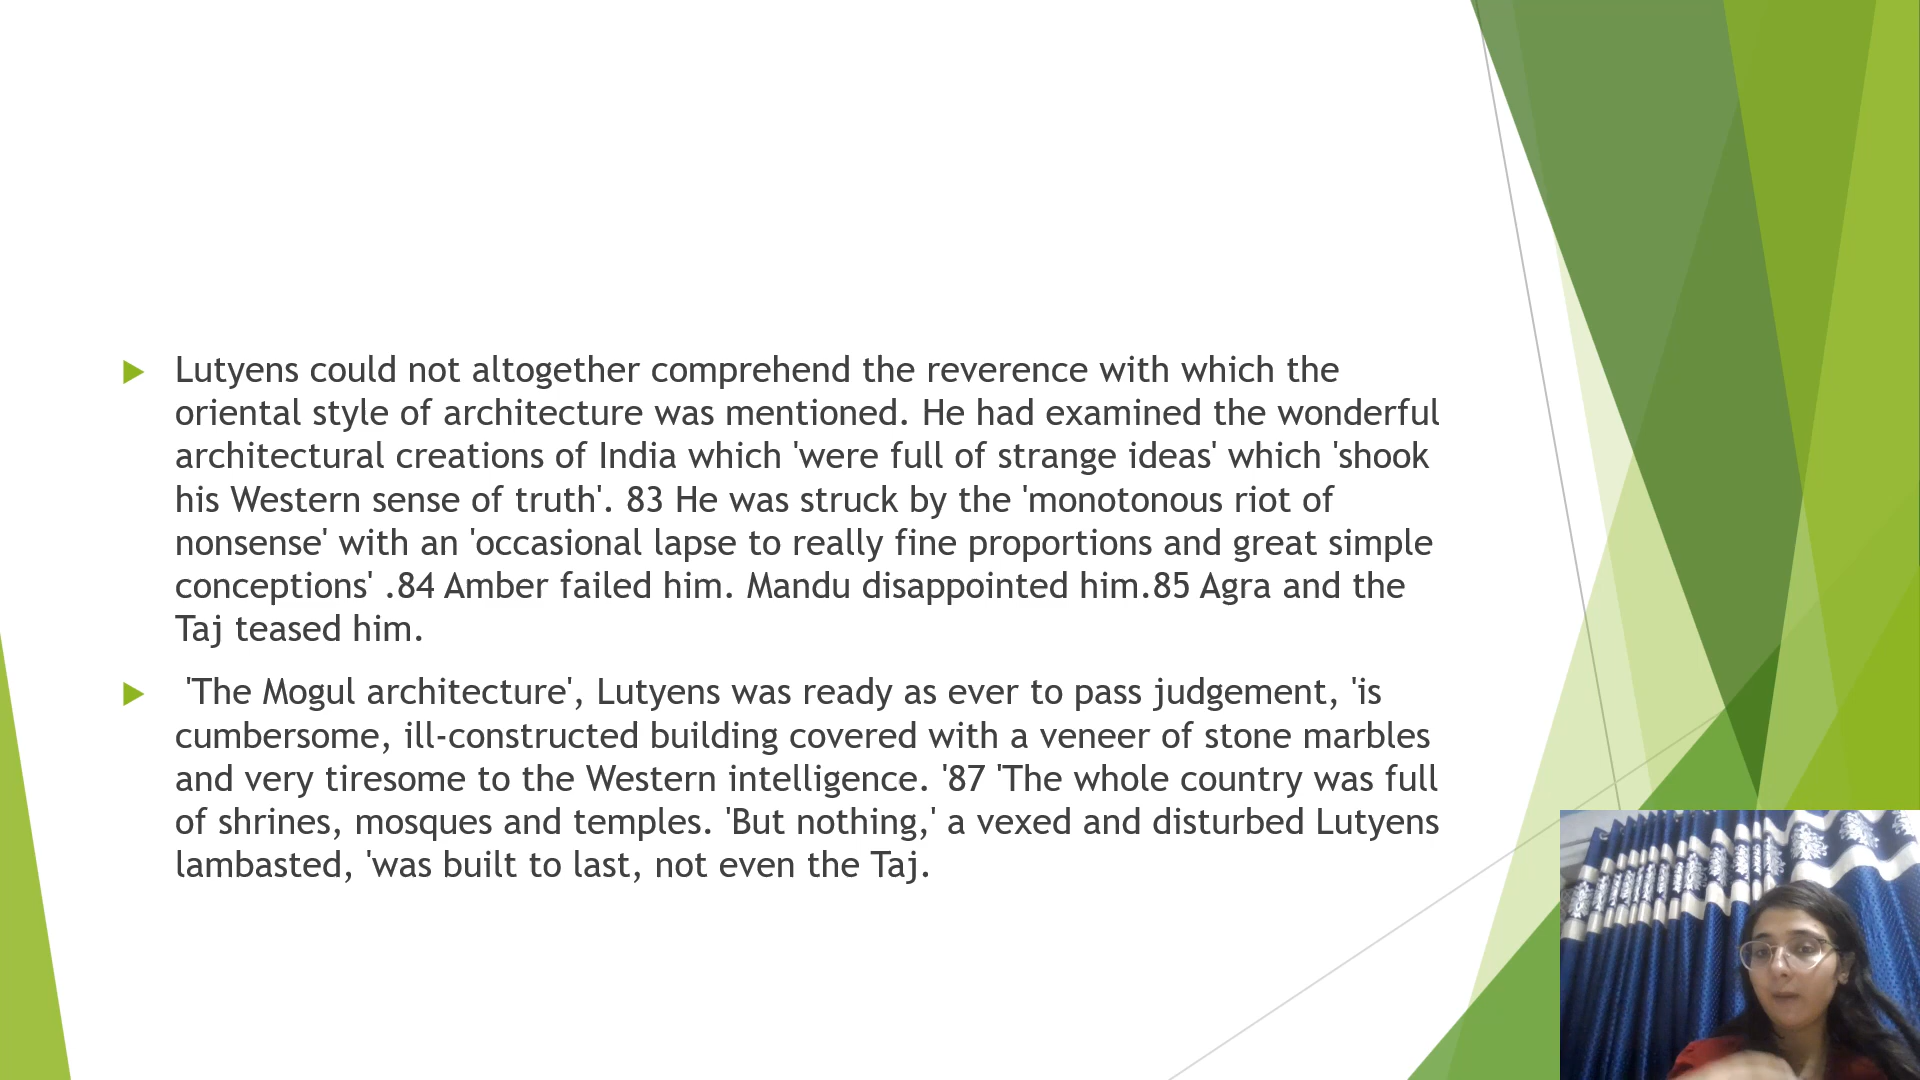 Lutyens could not altogether comprehend the reverence with which the
oriental style of architecture was mentioned. He had examined the wonderful
architectural creations of India which 'were full of strange ideas' which 'shook
his Western sense of truth'. 83 He was struck by the 'monotonous riot of
nonsense' with an 'occasional lapse to really fine proportions and great simple
conceptions' .84 Amber failed him. Mandu disappointed him.85 Agra and the
Taj teased him.
'The Mogul architecture', Lutyens was ready as ever to pass judgement, 'is
cumbersome, ill-constructed building covered with a veneer of stone marbles
and very tiresome to the Western intelligence. '87 'The whole country was full
of shrines, mosques and temples. 'But nothing,' a vexed and disturbed Lutyens
lambasted, 'was built to last, not even the Taj.